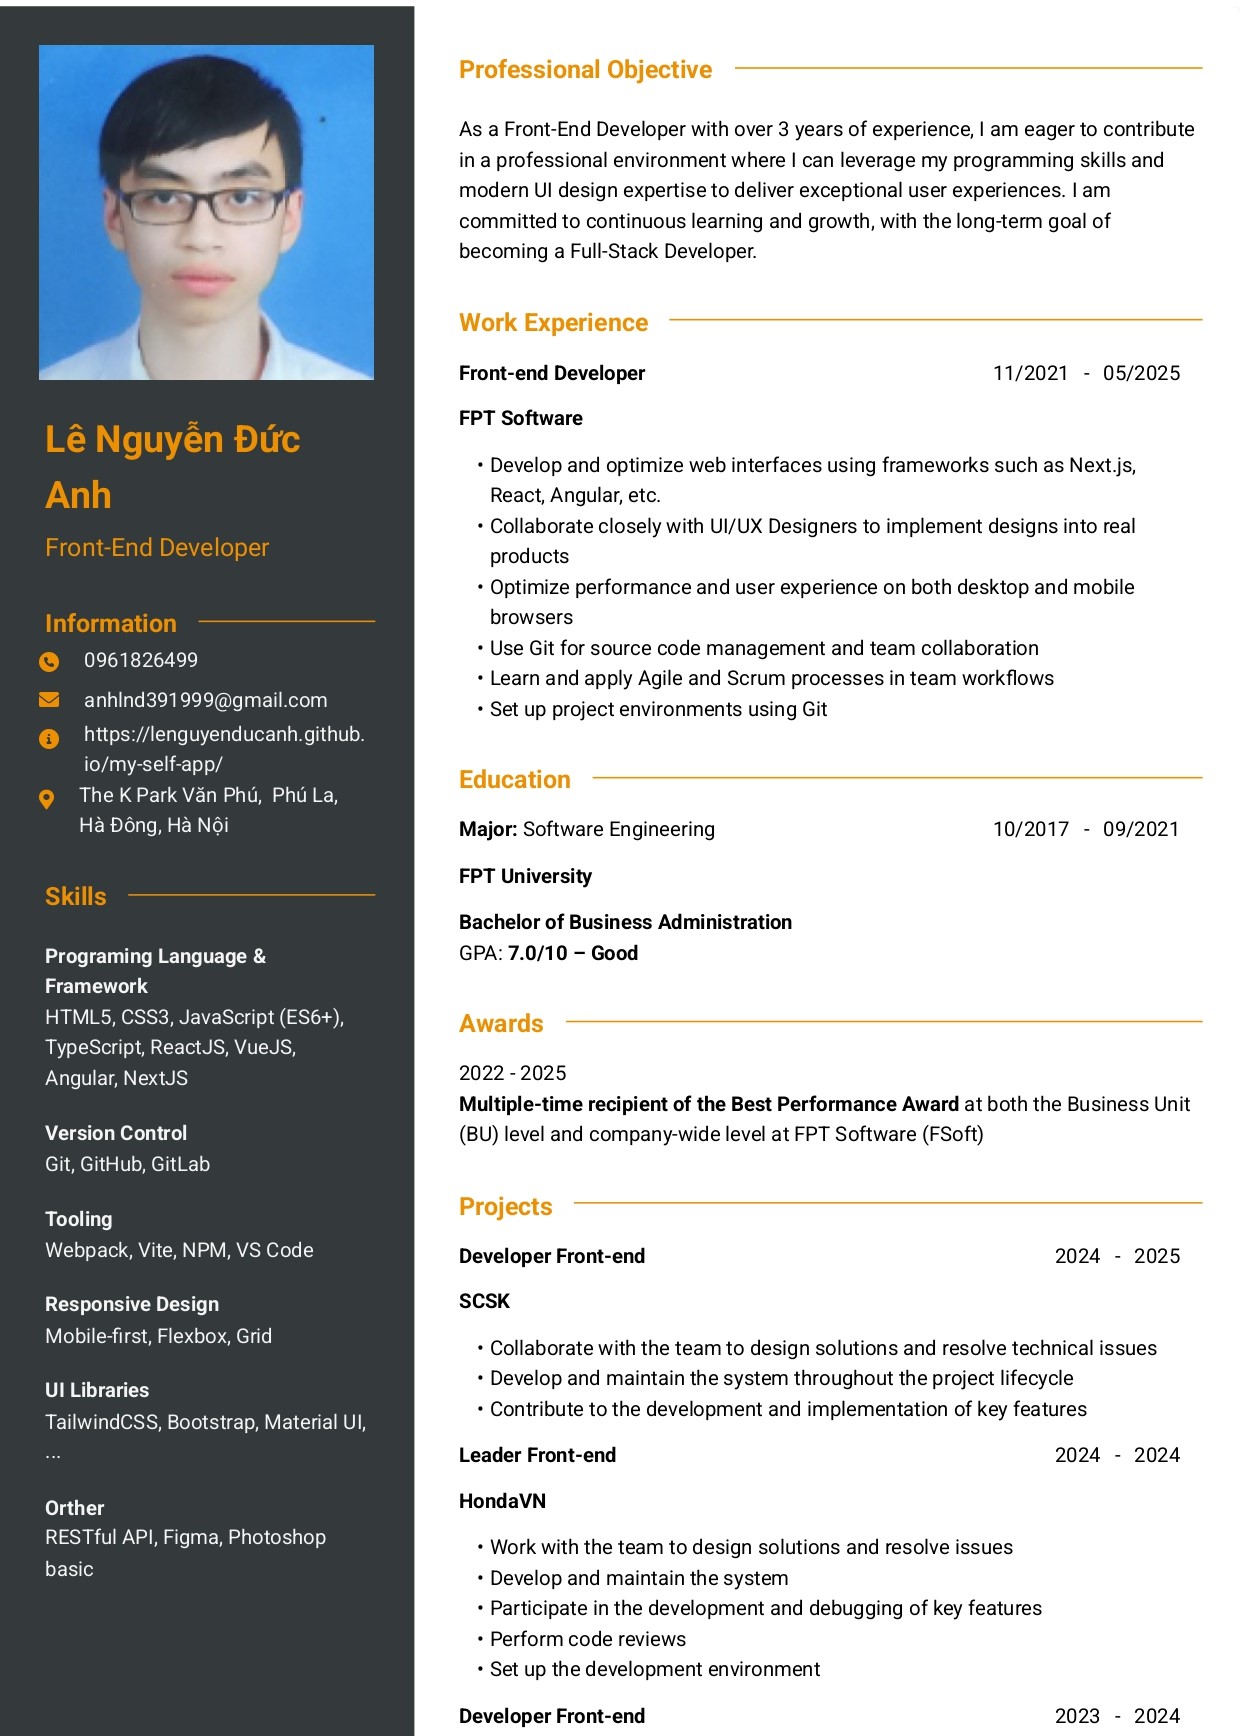 Lê Nguyễn Đức
Anh
Front-End Developer
Information
0961826499
anhlnd391999@gmail.com
https://lenguyenducanh.github.
io/my-self-app/
The K Park Văn Phú,  Phú La,
Hà Đông, Hà Nội
Skills
Programing Language &
Framework
HTML5, CSS3, JavaScript (ES6+),
TypeScript, ReactJS, VueJS,
Angular, NextJS
Version Control
Git, GitHub, GitLab
Tooling
Webpack, Vite, NPM, VS Code
Responsive Design
Mobile-first, Flexbox, Grid
UI Libraries
TailwindCSS, Bootstrap, Material UI,
...
Orther
RESTful API, Figma, Photoshop
basic
Professional Objective
As a Front-End Developer with over 3 years of experience, I am eager to contribute
in a professional environment where I can leverage my programming skills and
modern UI design expertise to deliver exceptional user experiences. I am
committed to continuous learning and growth, with the long-term goal of
becoming a Full-Stack Developer.
Work Experience
Front-end Developer 11/2021 - 05/2025
FPT Software
• Develop and optimize web interfaces using frameworks such as Next.js,
React, Angular, etc.
• Collaborate closely with UI/UX Designers to implement designs into real
products
• Optimize performance and user experience on both desktop and mobile
browsers
• Use Git for source code management and team collaboration
• Learn and apply Agile and Scrum processes in team workflows
• Set up project environments using Git
Education
Major: Software Engineering 10/2017 - 09/2021
FPT University
Bachelor of Business Administration
GPA: 7.0/10 – Good
Awards
2022 - 2025
Multiple-time recipient of the Best Performance Award at both the Business Unit
(BU) level and company-wide level at FPT Software (FSoft)
Projects
Developer Front-end 2024 - 2025
SCSK
• Collaborate with the team to design solutions and resolve technical issues
• Develop and maintain the system throughout the project lifecycle
• Contribute to the development and implementation of key features
Leader Front-end 2024 - 2024
HondaVN
• Work with the team to design solutions and resolve issues
• Develop and maintain the system
• Participate in the development and debugging of key features
• Perform code reviews
• Set up the development environment
Developer Front-end 2023 - 2024